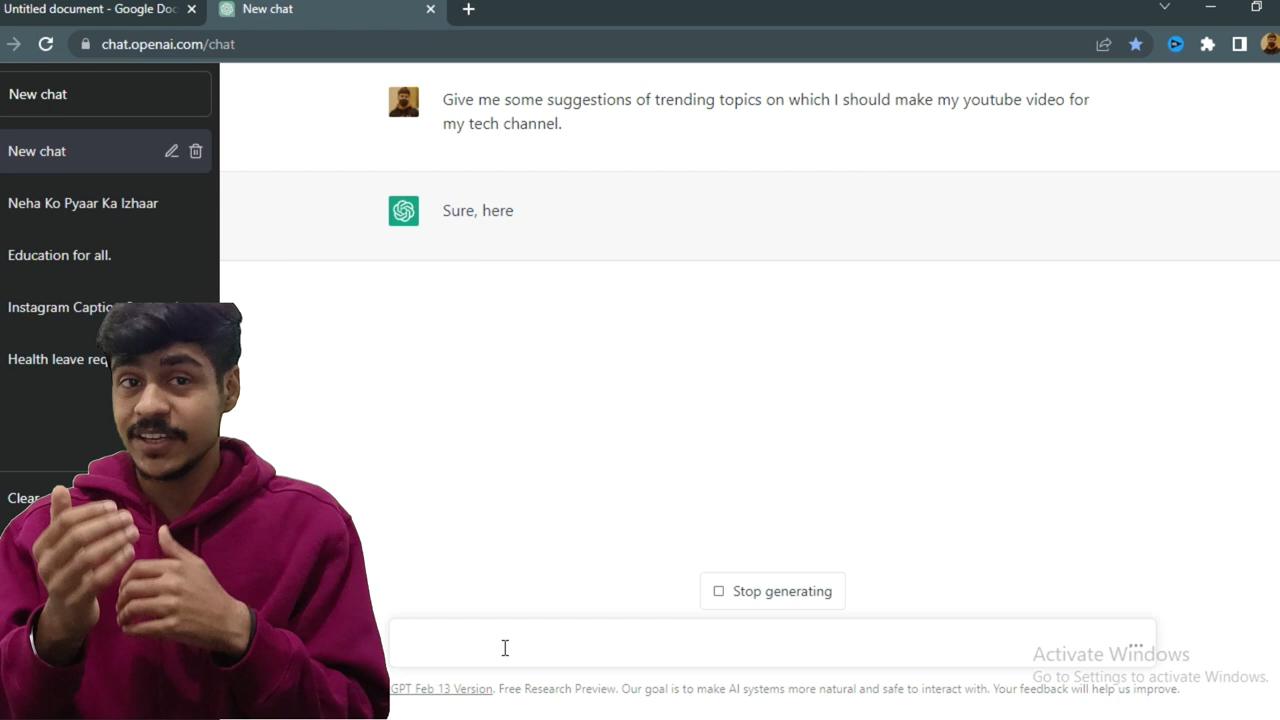 Untitled document - Google Doc
New chat
chat.openai.com/chat
New chat
New chat
Neha Ko Pyaar Ka Izhaar
Education for all.
Instagram Captio
Health leave req
Clear
Give me some suggestions of trending topics on which I should make my youtube video for
my tech channel.
Sure, here
Stop generating
GPT Feb 13 Version. Free Research Preview. Our goal is to make AI systems more natural and safe to interact with. Your feedback will help us improve.
Activate Windows
Go to Settings to activate Windows.